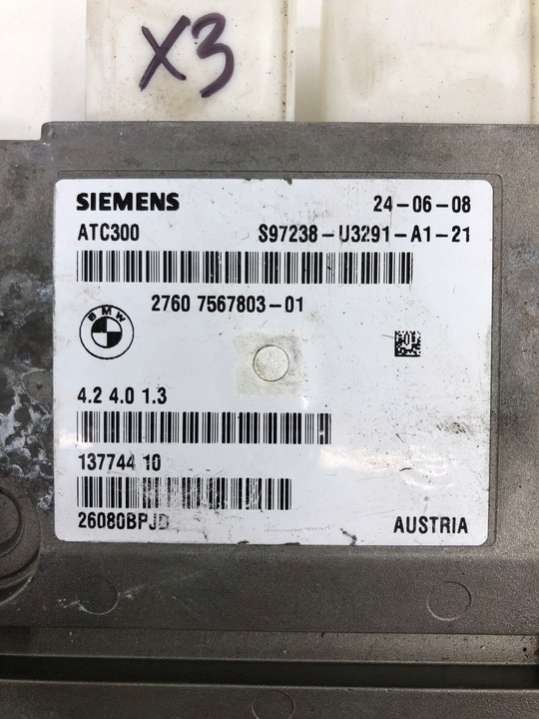 X3
SIEMENS 24-06-08
ATC300 S97238-U3291-A1-21
2760 7567803-01
BMW
4.2 4.0 1.3
137744 10
26080BPJD
AUSTRIA